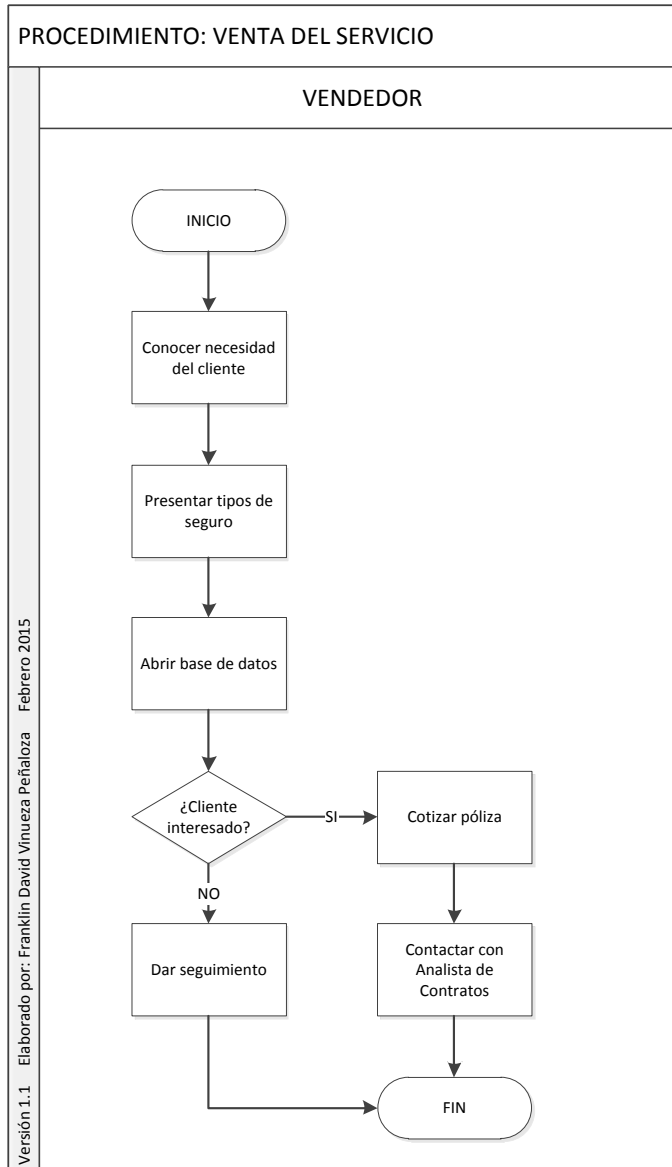 PROCEDIMIENTO: VENTA DEL SERVICIO
VENDEDOR
INICIO
Conocer necesidad
del cliente
Presentar tipos de
seguro
Abrir base de datos
¿Cliente
interesado?
SI
Cotizar póliza
NO
Dar seguimiento
Contactar con
Analista de
Contratos
FIN
Versión 1.1 Elaborado por: Franklin David Vinueza Peñaloza Febrero 2015